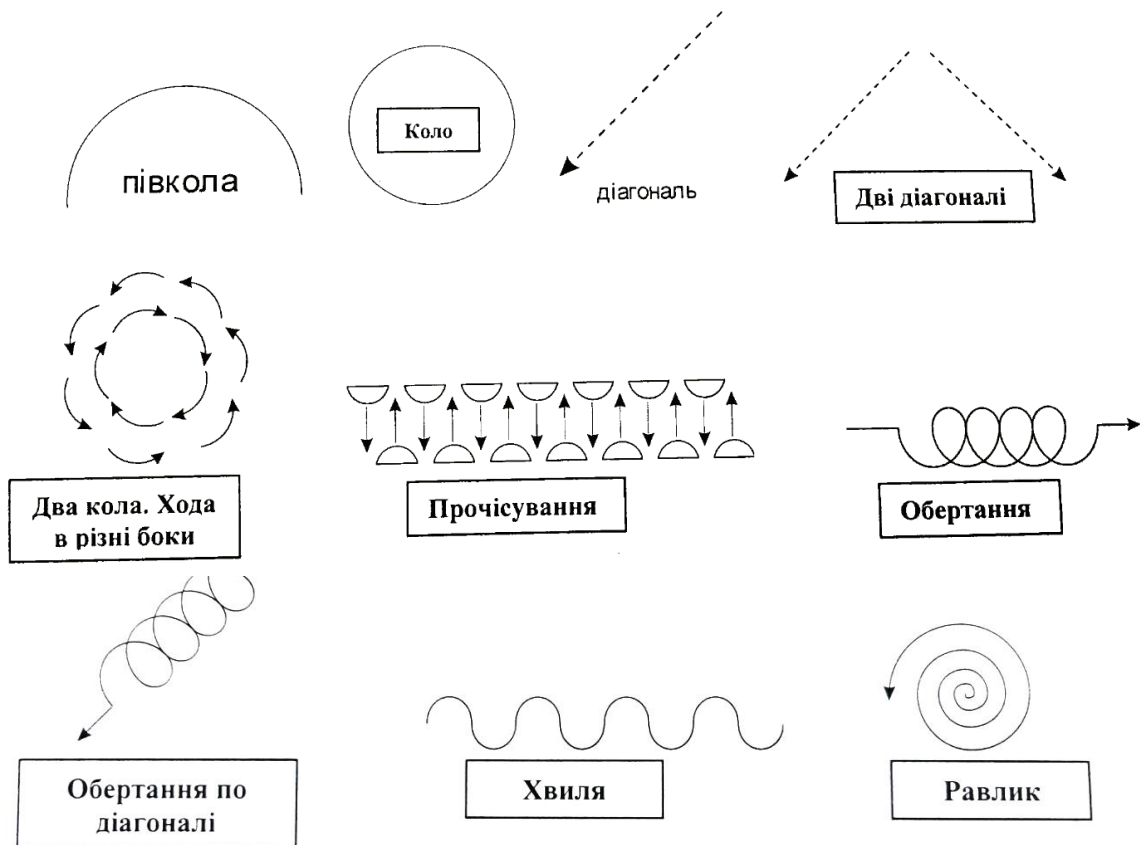 півкола
Коло
діагональ
Дві діагоналі
Два кола. Хода
в різні боки
Прочісування
Обертання
Обертання по
діагоналі
Хвиля
Равлик